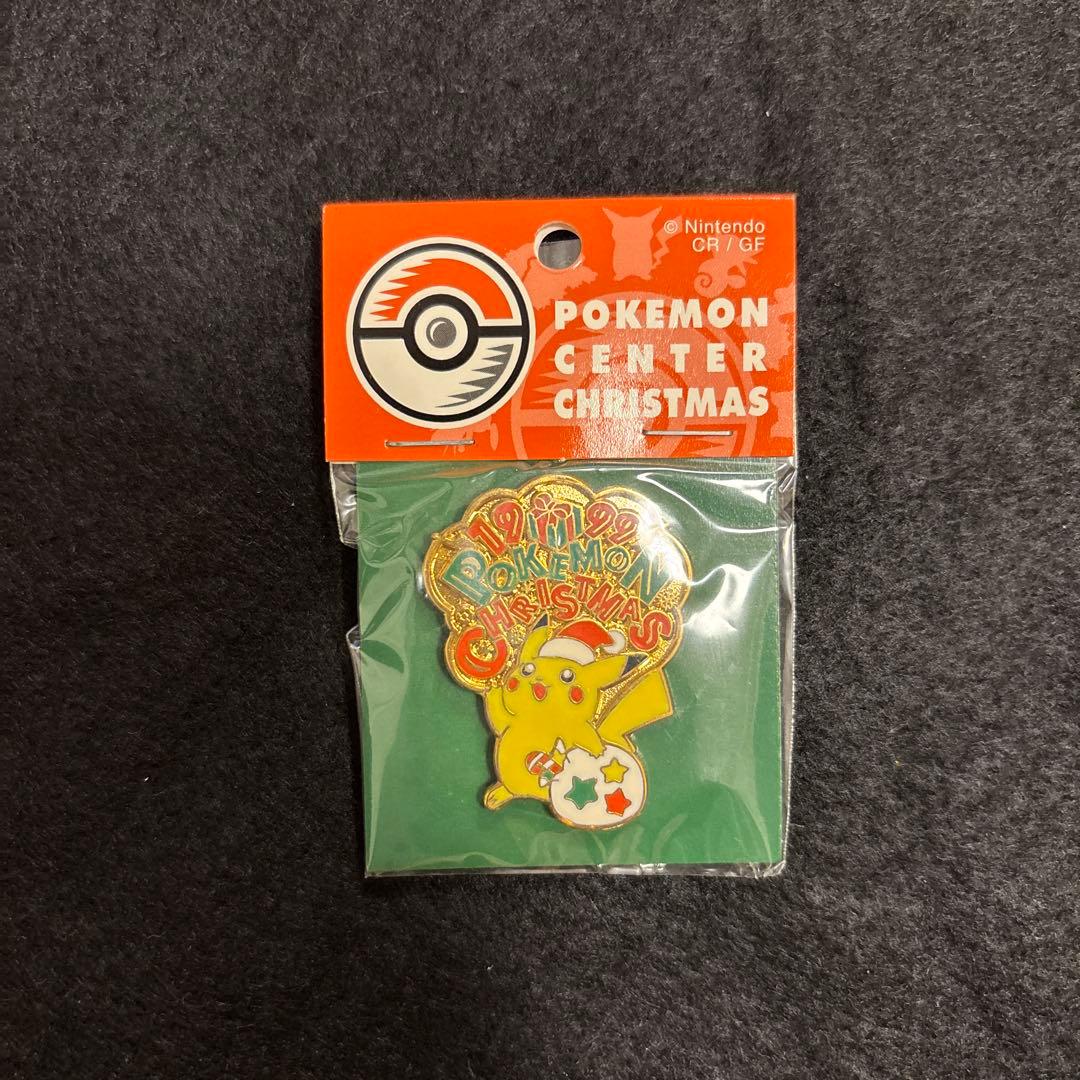 © Nintendo
CR / GF
POKEMON
CENTER
CHRISTMAS
1999
POKEMON
CHRISTMAS